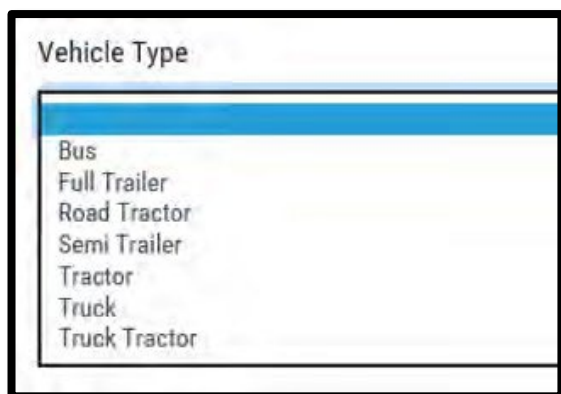 Vehicle Type
Bus
Full Trailer
Road Tractor
Semi Trailer
Tractor
Truck
Truck Tractor